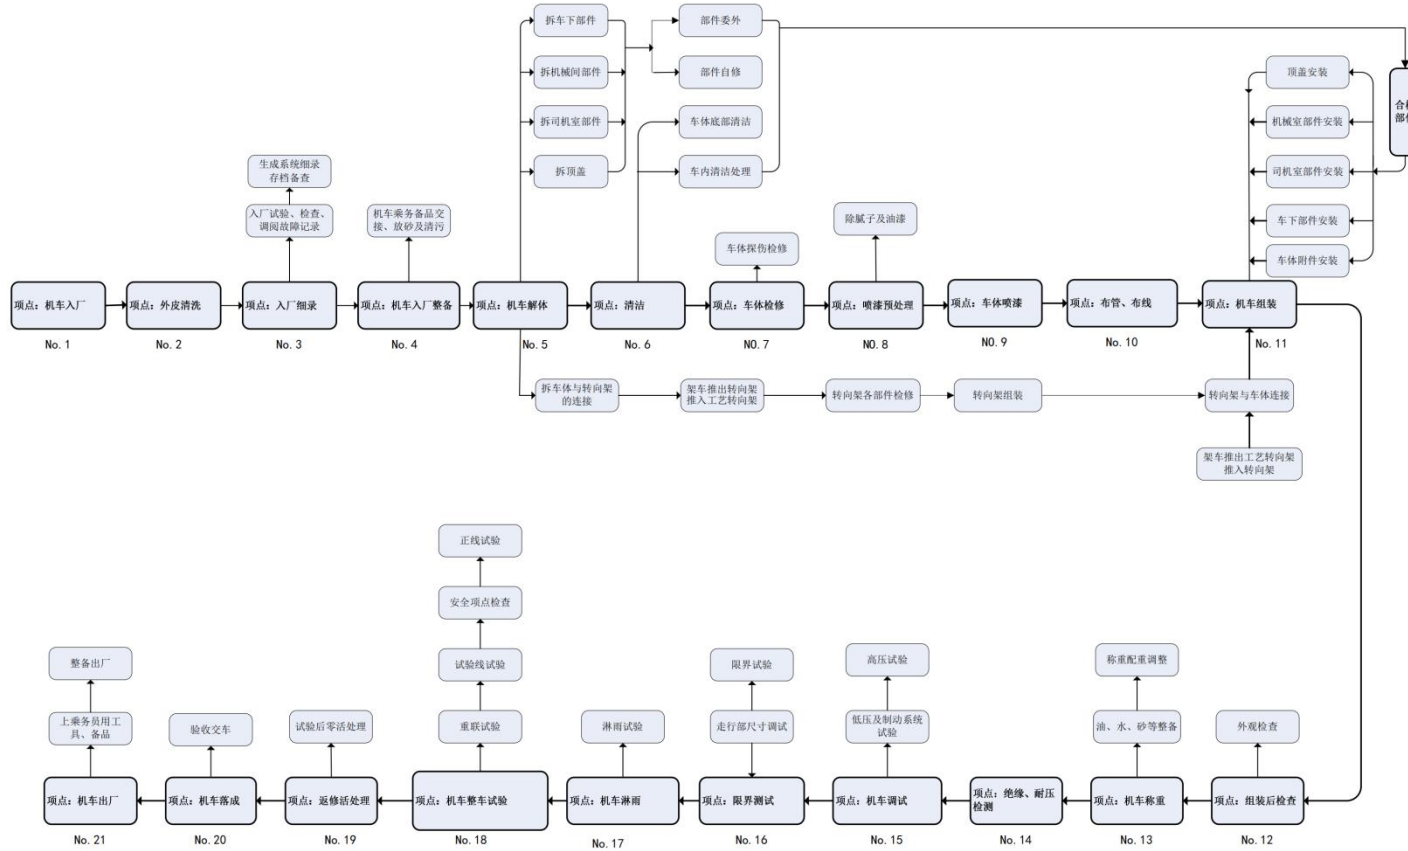 拆车下部件
部件委外
拆机械间部件
部件自修
顶盖安装
拆司机室部件
车体底部清洁
机械室部件安装
拆顶盖
车内清洁处理
司机室部件安装
生成系统细录
存档备查
入厂试验、检查、
调阅故障记录
机车乘务备品交
接、放砂及清污
车体探伤检修
除腻子及油漆
车下部件安装
车体附件安装
项点：机车入厂
项点：外皮清洗
项点：入厂细录
项点：机车入厂整备
项点：机车解体
项点：清洁
项点：车体检修
项点：喷漆预处理
项点：车体喷漆
项点：布管、布线
项点：机车组装
No.1
No.2
No.3
No.4
No.5
No.6
NO.7
NO.8
NO.9
No.10
No.11
拆车体与转向架
的连接
架车推出转向架
推入工艺转向架
转向架各部件检修
转向架组装
转向架与车体连接
架车推出工艺转向架
推入转向架
正线试验
安全项点检查
整备出厂
试验线试验
限界试验
高压试验
称重配重调整
上乘务员用工
具、备品
验收交车
试验后零活处理
重联试验
淋雨试验
走行部尺寸调试
低压及制动系统
试验
油、水、砂等整备
外观检查
项点：机车出厂
项点：机车落成
项点：返修活处理
项点：机车整车试验
项点：机车淋雨
项点：限界测试
项点：机车调试
项点：绝缘、耐压
检测
项点：机车称重
项点：组装后检查
No.21
No.20
No.19
No.18
No.17
No.16
No.15
No.14
No.13
No.12